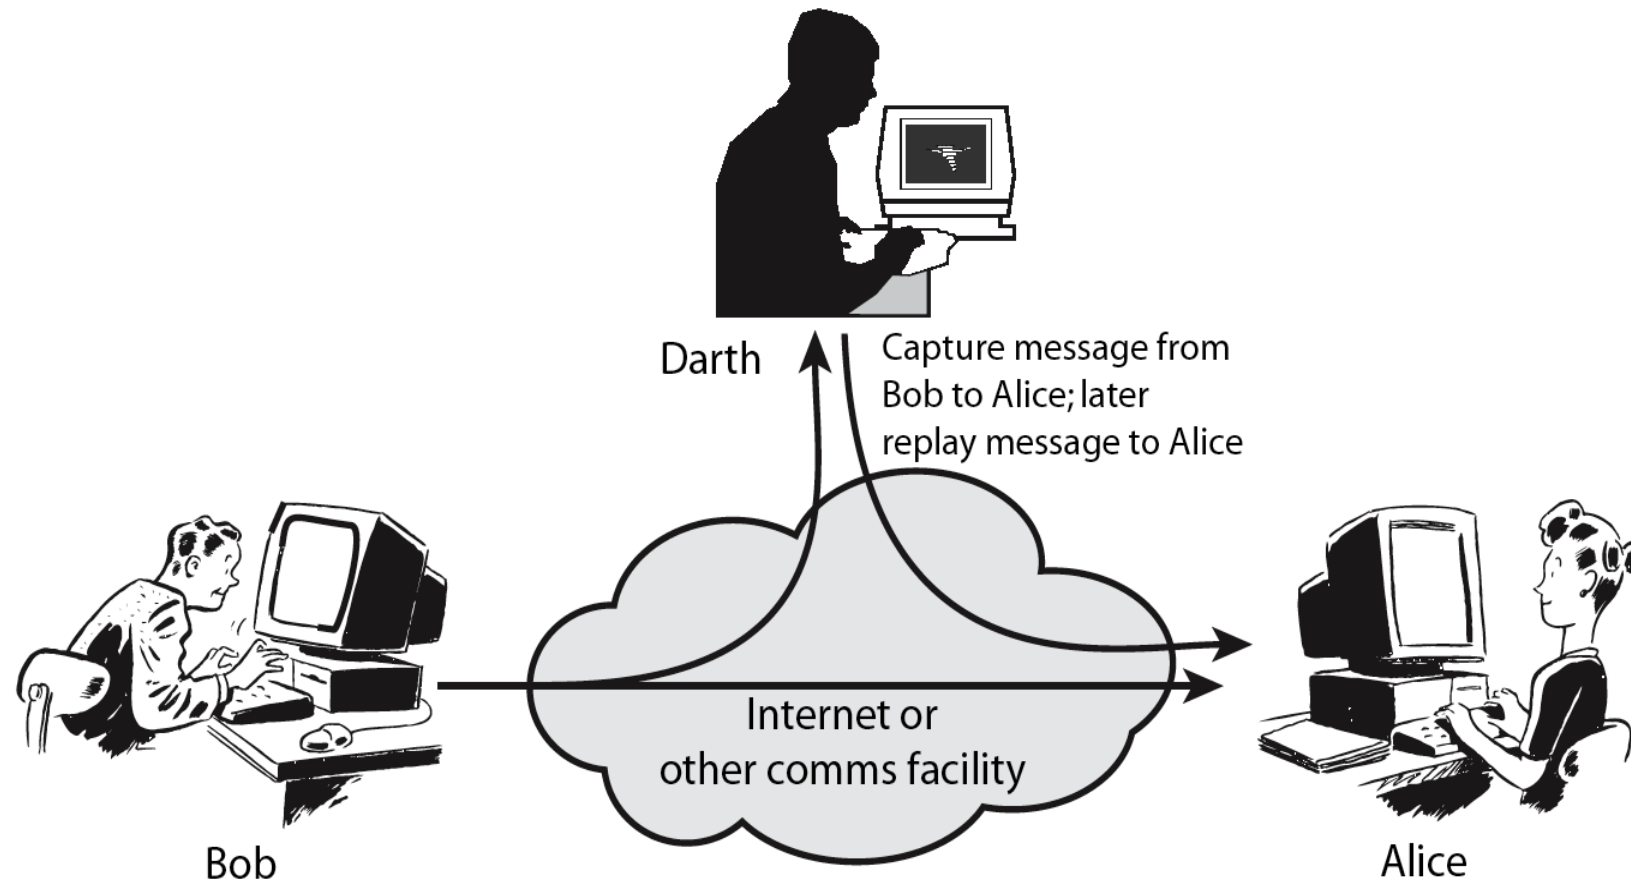 Darth
Capture message from
Bob to Alice; later
replay message to Alice
Internet or
other comms facility
Bob
Alice